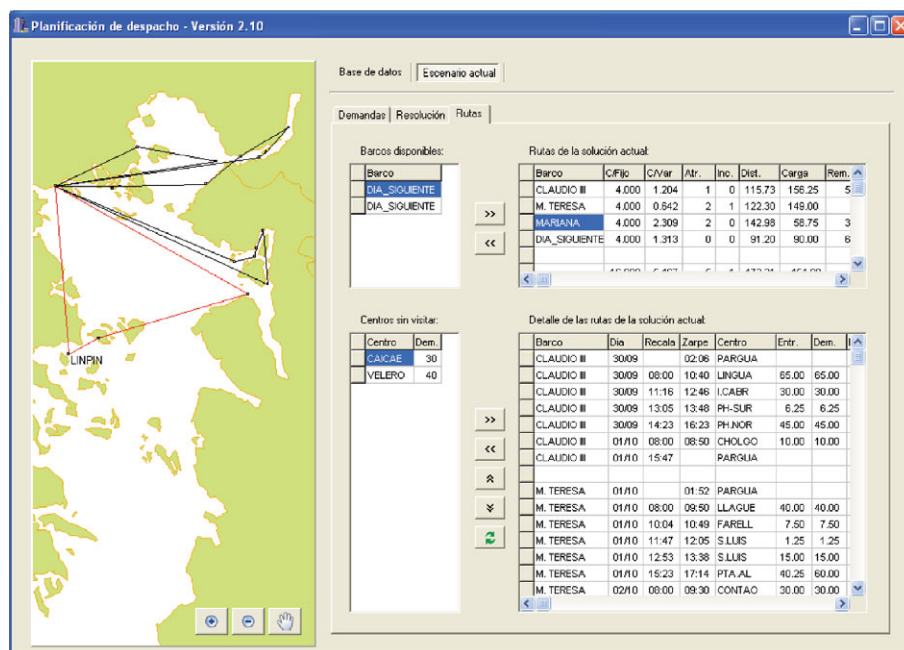 Planificación de despacho - Versión 2.10
Base de datos Escenario actual
Demandas Resolución Rutas
Barcos disponibles:
Barco
DIA_SIGUIENTE
DIA_SIGUIENTE
>>
<<
Rutas de la solución actual:
Barco C/Fijo C/Var Atr. Inc. Dist. Carga Rem.
CLAUDIO III 4.000 1.204 1 0 115.73 156.25 5
M. TERESA 4.000 0.642 2 1 122.30 149.00
MARIANA 4.000 2.309 2 0 142.98 58.75 3
DIA_SIGUIENTE 4.000 1.313 0 0 91.20 90.00 6
Centros sin visitar:
Centro Dem.
CAICAE 30
VELERO 40
>>
<<
Detalle de las rutas de la solución actual:
Barco Dia Recala Zarpe Centro Entr. Dem.
CLAUDIO III 30/09 02:06 PARGUA
CLAUDIO III 30/09 08:00 10:40 LINGUA 65.00 65.00
CLAUDIO III 30/09 11:16 12:46 I.CABR 30.00 30.00
CLAUDIO III 30/09 13:05 13:48 PH-SUR 6.25 6.25
CLAUDIO III 30/09 14:23 16:23 PH.NOR 45.00 45.00
CLAUDIO III 01/10 08:00 08:50 CHOLGO 10.00 10.00
CLAUDIO III 01/10 15:47 PARGUA
M. TERESA 01/10 01:52 PARGUA
M. TERESA 01/10 08:00 09:50 LLAGUE 40.00 40.00
M. TERESA 01/10 10:04 10:49 FARELL 7.50 7.50
M. TERESA 01/10 11:47 12:05 S.LUIS 1.25 1.25
M. TERESA 01/10 12:53 13:38 S.LUIS 15.00 15.00
M. TERESA 01/10 15:23 17:14 PTA.AL 40.25 60.00
M. TERESA 02/10 08:00 09:30 CONTAO 30.00 30.00
LINPIN